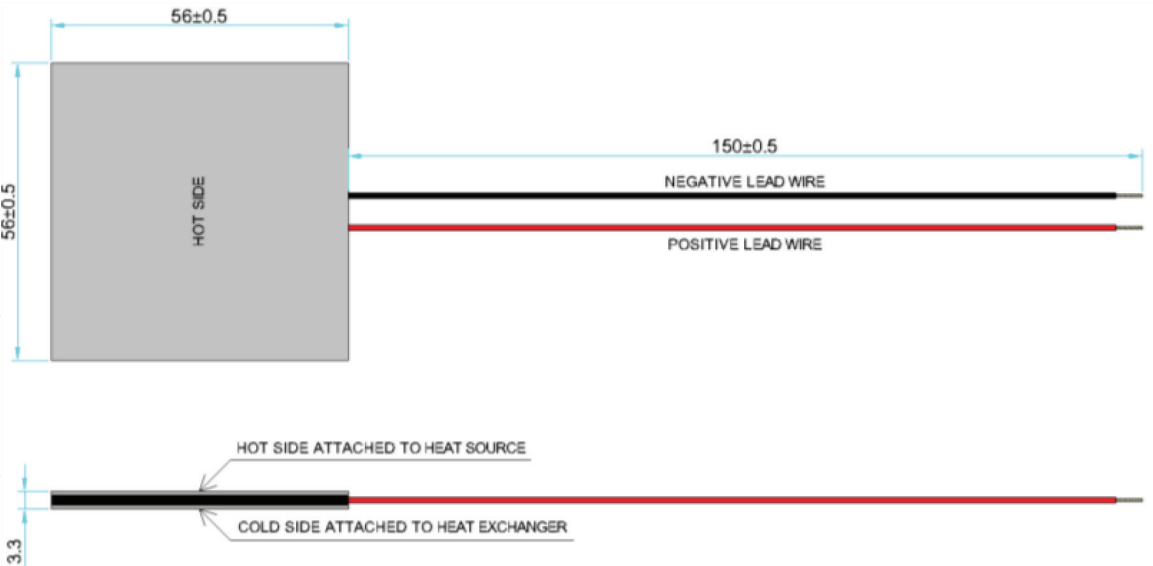 56±0.5
150±0.5
NEGATIVE LEAD WIRE
56±0.5
HOT SIDE
POSITIVE LEAD WIRE
HOT SIDE ATTACHED TO HEAT SOURCE
COLD SIDE ATTACHED TO HEAT EXCHANGER
3.3